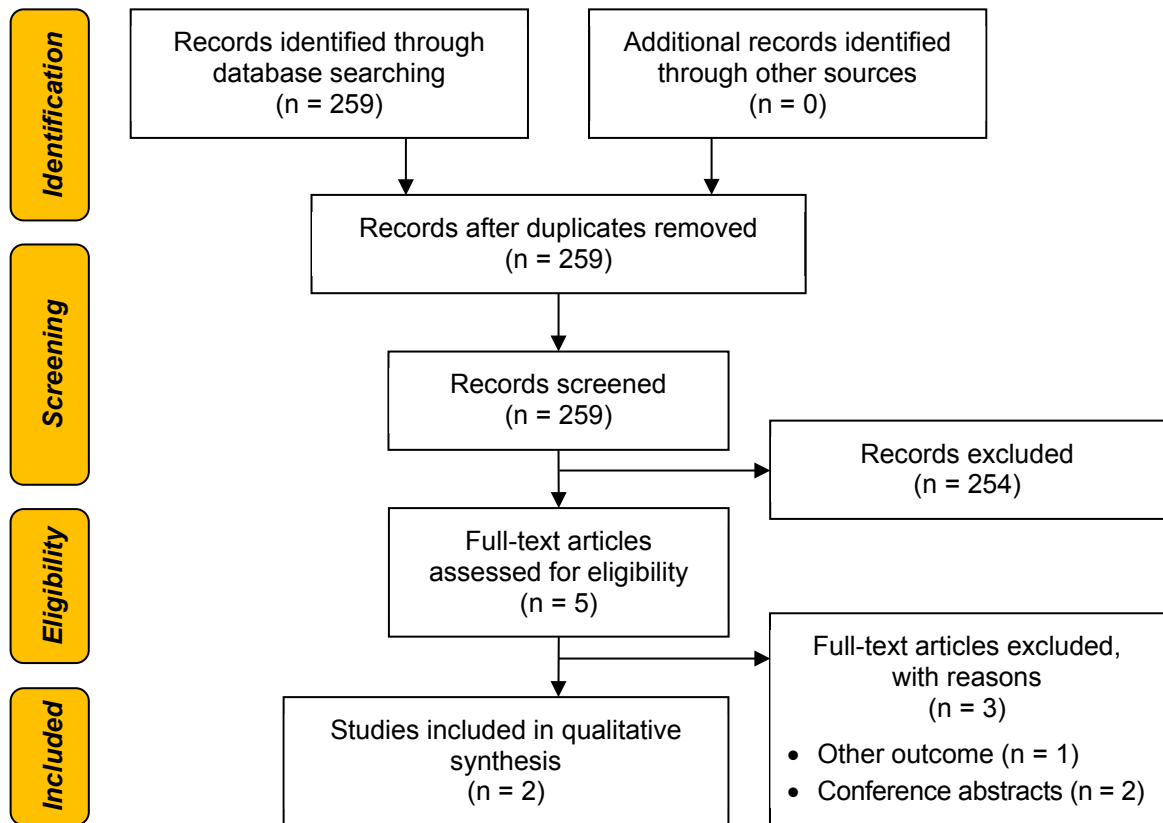 Identification
Records identified through
database searching
(n = 259)
Additional records identified
through other sources
(n = 0)
Records after duplicates removed
(n = 259)
Screening
Records screened
(n = 259)
Records excluded
(n = 254)
Eligibility
Full-text articles
assessed for eligibility
(n = 5)
Full-text articles excluded,
with reasons
(n = 3)
• Other outcome (n = 1)
• Conference abstracts (n = 2)
Included
Studies included in qualitative
synthesis
(n = 2)